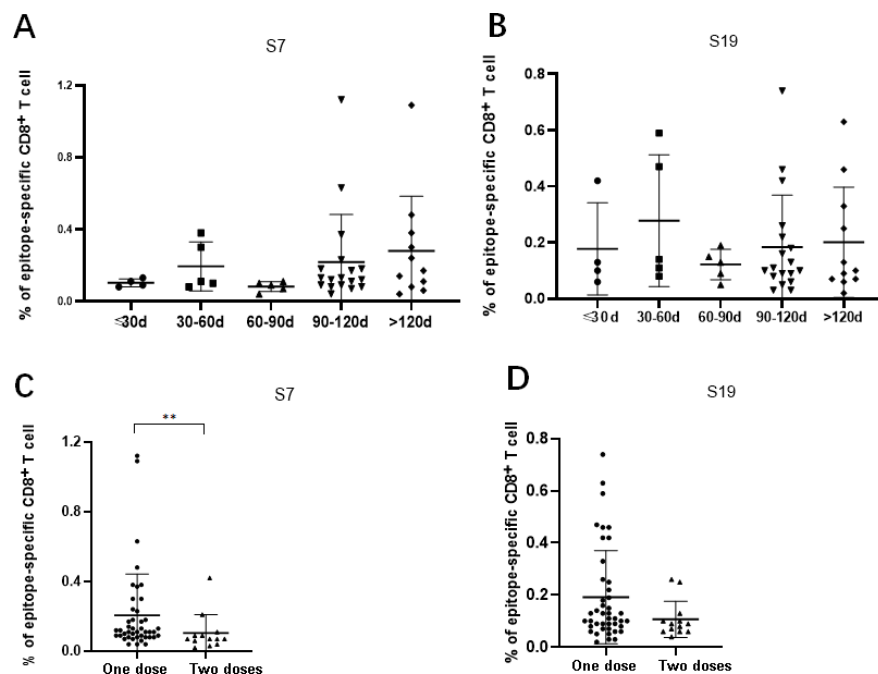 A
S7
% of epitope-specific CD8+ T cell
1.2
0.8
0.4
0.0
≤30d 30-60d 60-90d 90-120d >120d
B
S19
% of epitope-specific CD8+ T cell
0.8
0.6
0.4
0.2
0.0
≤30d 30-60d 60-90d 90-120d >120d
C
S7
**
% of epitope-specific CD8+ T cell
1.2
0.8
0.4
0.0
One dose Two doses
D
S19
% of epitope-specific CD8+ T cell
0.8
0.6
0.4
0.2
0.0
One dose Two doses